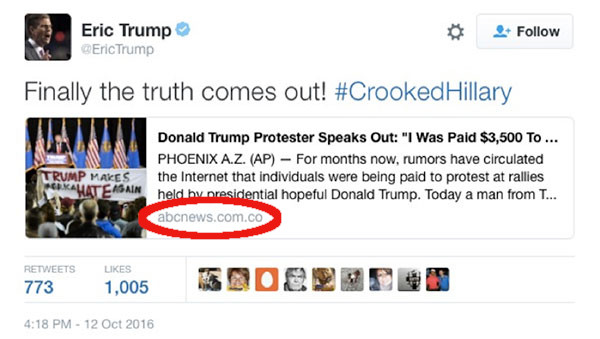 Eric Trump
@EricTrump
Follow
Finally the truth comes out! #CrookedHillary
Donald Trump Protester Speaks Out: "I Was Paid $3,500 To ...
PHOENIX A.Z. (AP) — For months now, rumors have circulated
the Internet that individuals were being paid to protest at rallies
held by presidential hopeful Donald Trump. Today a man from T...
abcnews.com.co
TRUMP MAKES
HATE AGAIN
RETWEETS
LIKES
773
1,005
4:18 PM - 12 Oct 2016